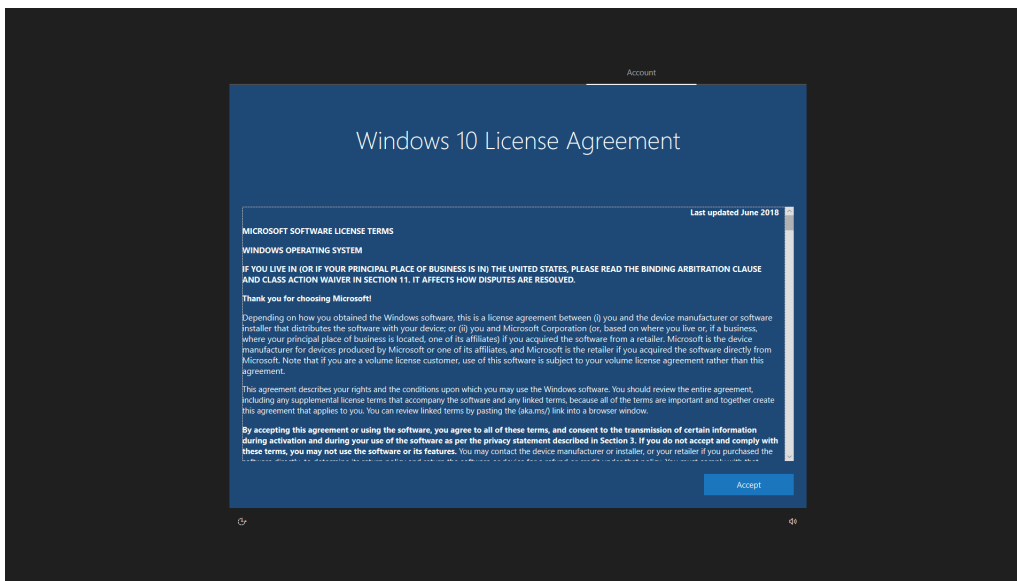 Account
Windows 10 License Agreement
Last updated June 2018
MICROSOFT SOFTWARE LICENSE TERMS
WINDOWS OPERATING SYSTEM
IF YOU LIVE IN (OR IF YOUR PRINCIPAL PLACE OF BUSINESS IS IN) THE UNITED STATES, PLEASE READ THE BINDING ARBITRATION CLAUSE
AND CLASS ACTION WAIVER IN SECTION 11. IT AFFECTS HOW DISPUTES ARE RESOLVED.
Thank you for choosing Microsoft!
Depending on how you obtained the Windows software, this is a license agreement between (i) you and the device manufacturer or software
installer that distributes the software with your device; or (ii) you and Microsoft Corporation (or, based on where you live or, if a business,
where your principal place of business is located, one of its affiliates) if you acquired the software from a retailer. Microsoft is the device
manufacturer for devices produced by Microsoft or one of its affiliates, and Microsoft is the retailer if you acquired the software directly from
Microsoft. Note that if you are a volume license customer, use of this software is subject to your volume license agreement rather than this
agreement.
This agreement describes your rights and the conditions upon which you may use the Windows software. You should review the entire agreement,
including any supplemental license terms that accompany the software and any linked terms, because all of the terms are important and together create
this agreement that applies to you. You can review linked terms by pasting the (aka.ms/) link into a browser window.
By accepting this agreement or using the software, you agree to all of these terms, and consent to the transmission of certain information
during activation and during your use of the software as per the privacy statement described in Section 3. If you do not accept and comply with
these terms, you may not use the software or its features. You may contact the device manufacturer or installer, or your retailer if you purchased the
Accept